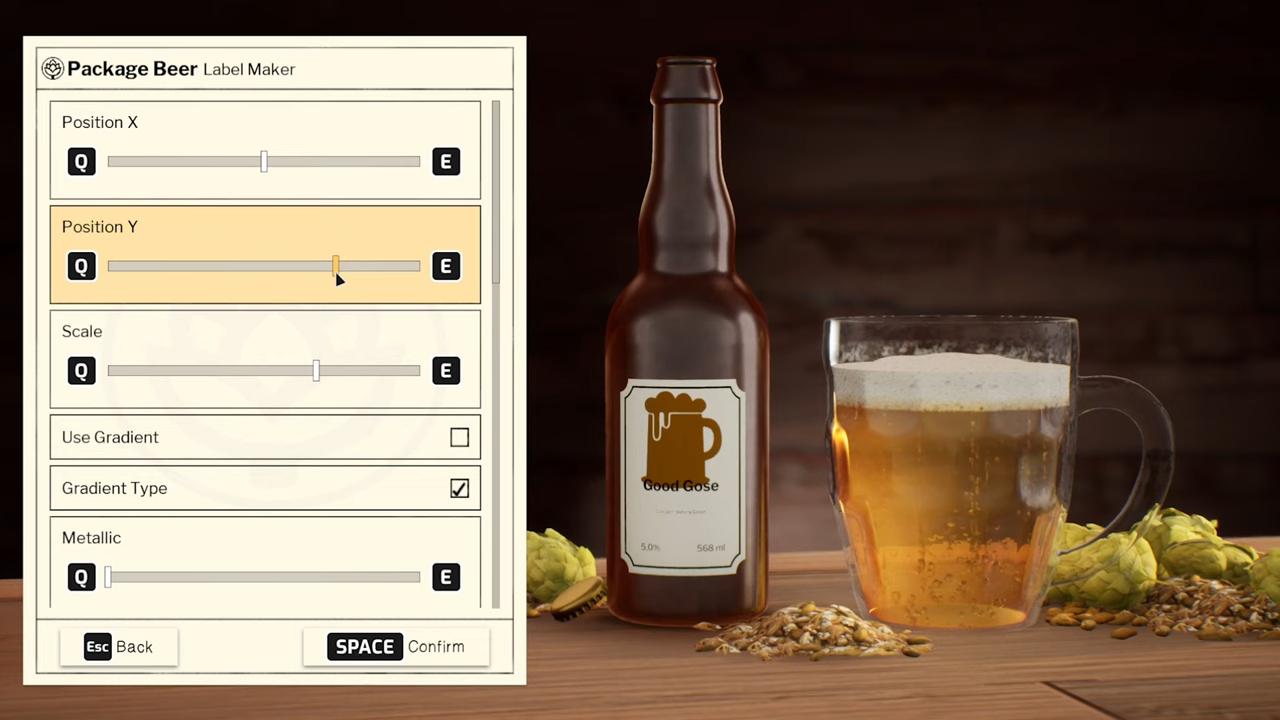 Package Beer Label Maker
Position X
Q E
Position Y
Q E
Scale
Q E
Use Gradient
Gradient Type
Metallic
Q E
Esc Back SPACE Confirm
Good Gose
5.0% 568 ml